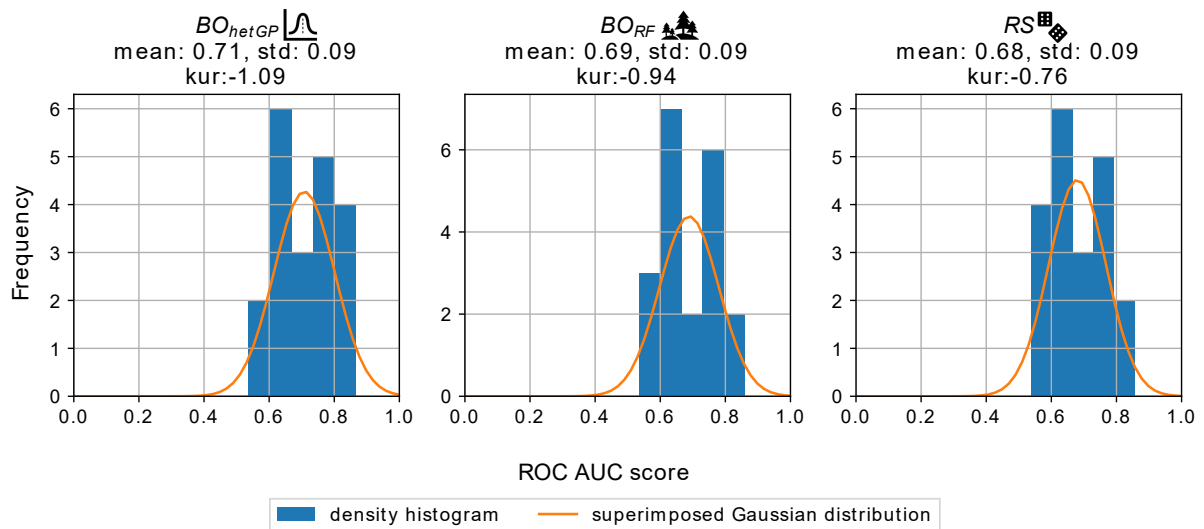 BO_hetGP
mean: 0.71, std: 0.09
kur:-1.09
BO_RF
mean: 0.69, std: 0.09
kur:-0.94
RS
mean: 0.68, std: 0.09
kur:-0.76
Frequency
6
5
4
3
2
1
0
0.0 0.2 0.4 0.6 0.8 1.0
6
4
2
0
0.0 0.2 0.4 0.6 0.8 1.0
6
5
4
3
2
1
0
0.0 0.2 0.4 0.6 0.8 1.0
ROC AUC score
density histogram superimposed Gaussian distribution